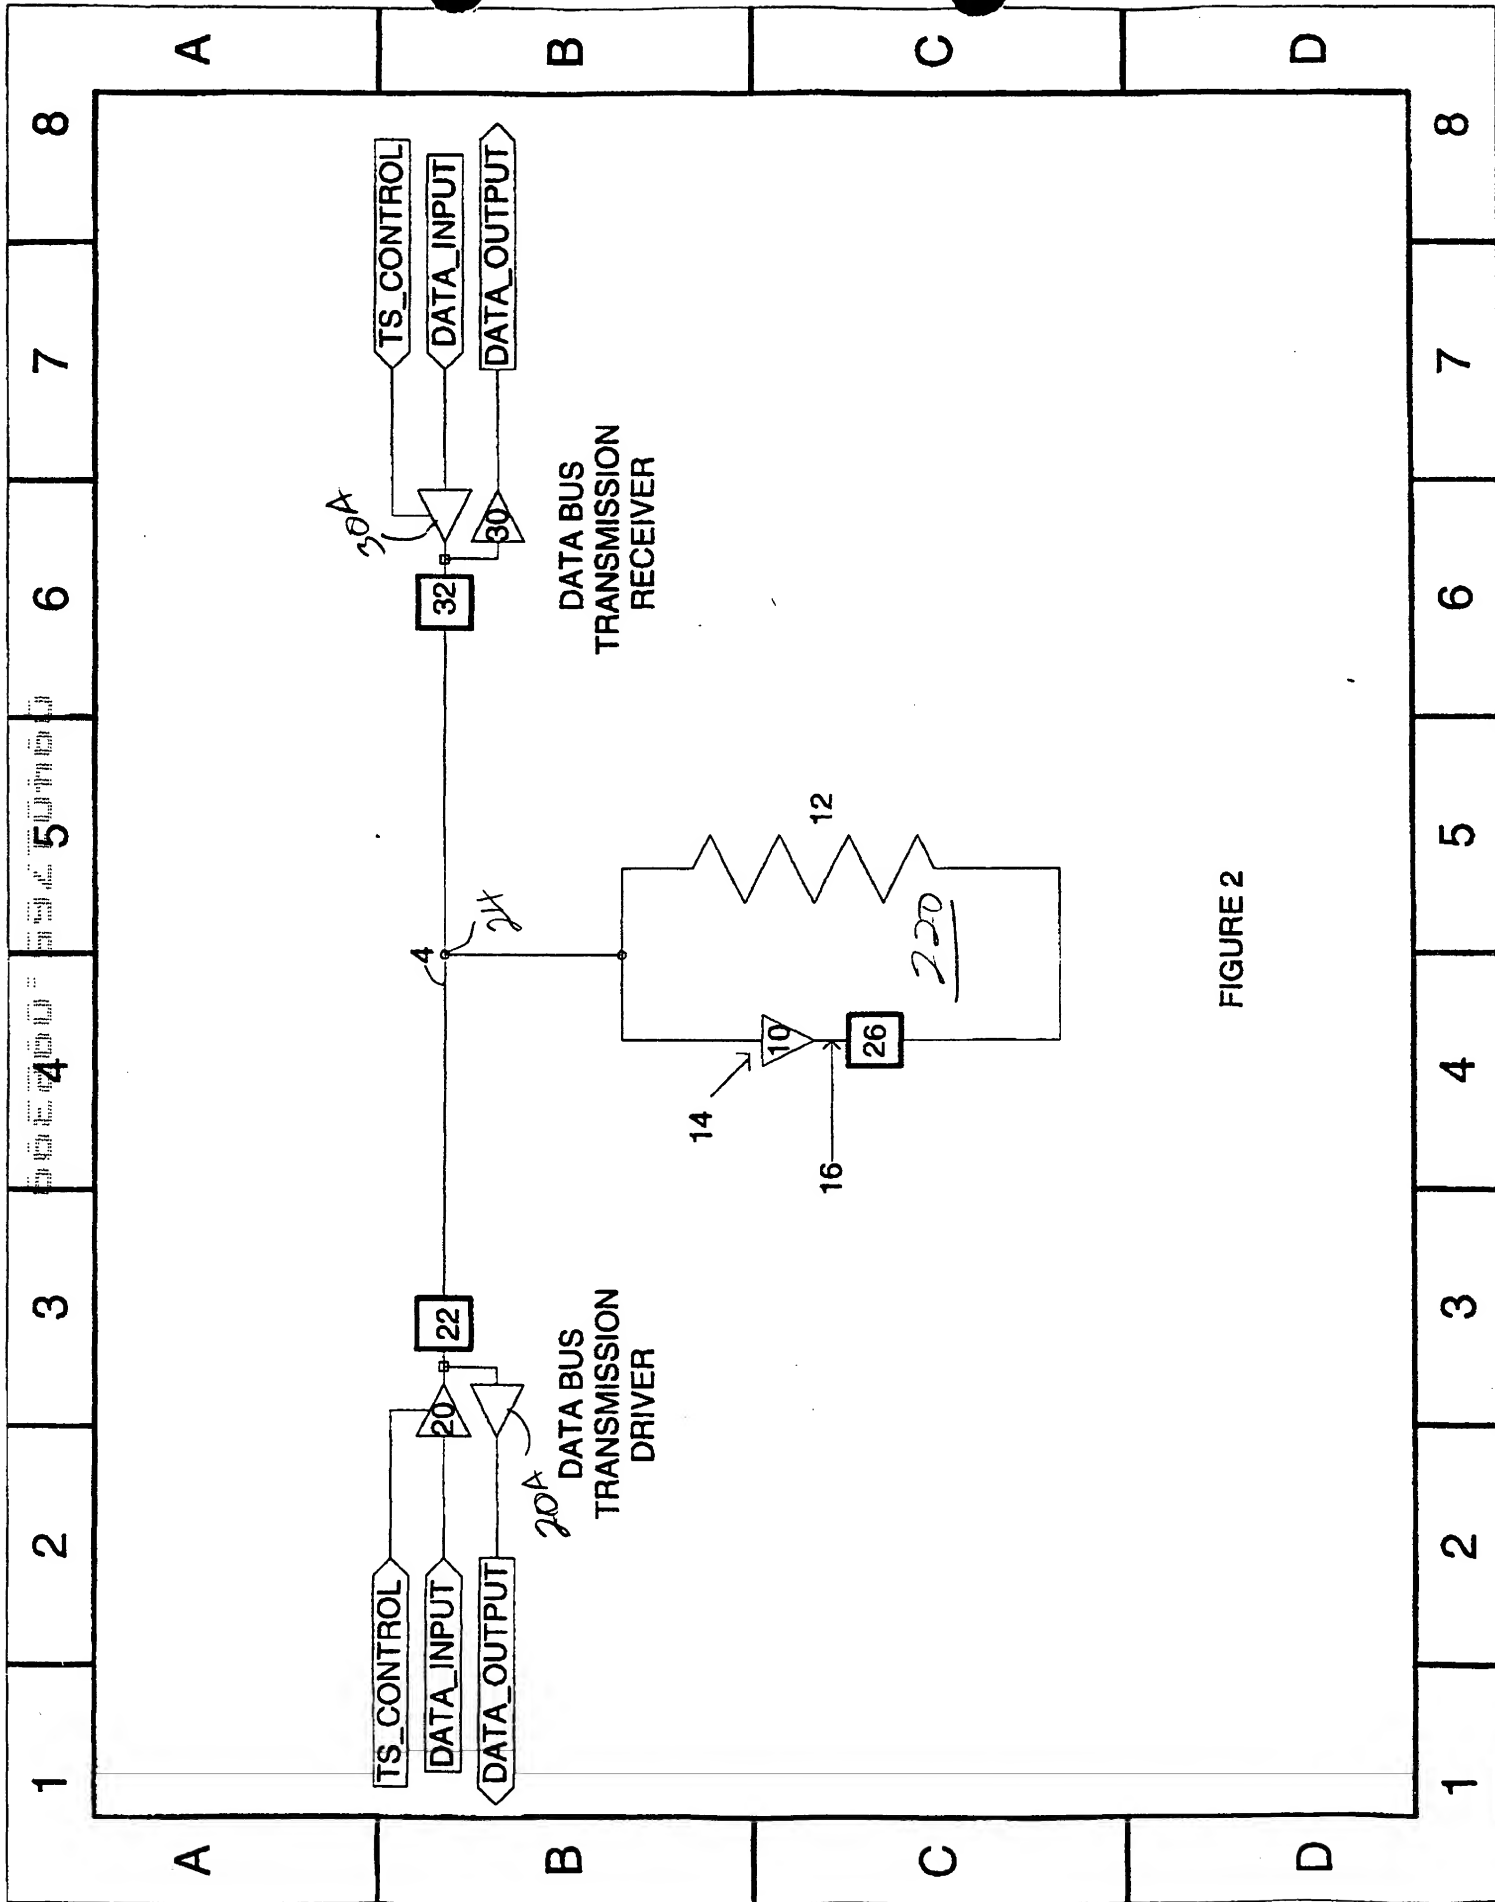 1 2 3 4 5 6 7 8
A A
B B
C C
D D
1 2 3 4 5 6 7 8
TS_CONTROL
DATA_INPUT
DATA_OUTPUT
20
20A
22
DATA BUS
TRANSMISSION
DRIVER
4
24
TS_CONTROL
DATA_INPUT
DATA_OUTPUT
30A
30
32
DATA BUS
TRANSMISSION
RECEIVER
14
10
16
26
12
220
FIGURE 2